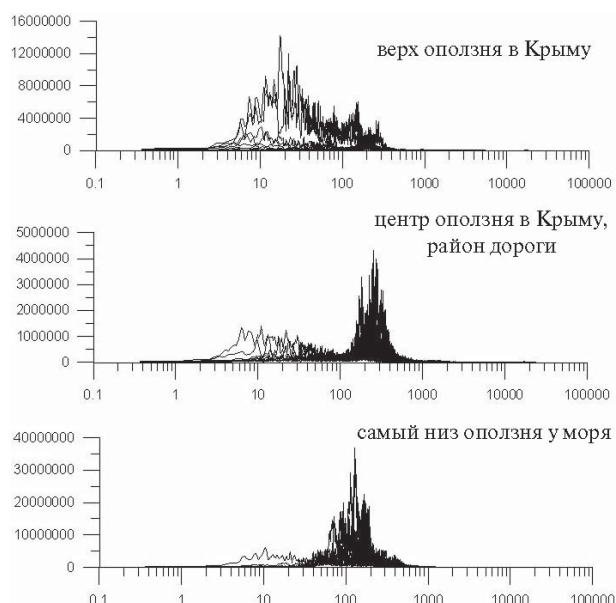 16000000
верх оползня в Крыму
12000000
8000000
4000000
0
0.1 1 10 100 1000 10000 100000
5000000
центр оползня в Крыму,
район дороги
4000000
3000000
2000000
1000000
0
0.1 1 10 100 1000 10000 100000
самый низ оползня у моря
40000000
30000000
20000000
10000000
0
0.1 1 10 100 1000 10000 100000